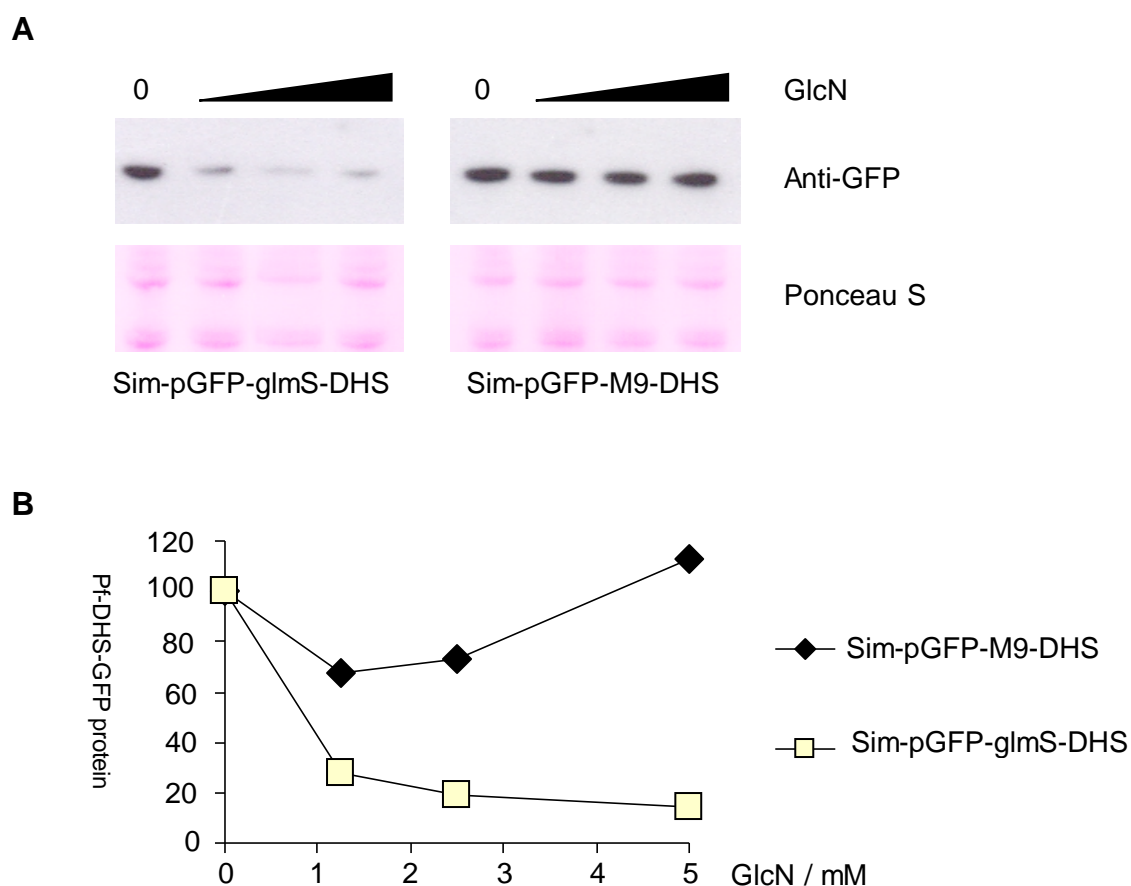 A
0
0
GlcN
Anti-GFP
Ponceau S
Sim-pGFP-glmS-DHS
Sim-pGFP-M9-DHS
B
120
100
80
60
40
20
0
Pf-DHS-GFP protein
0 1 2 3 4 5
GlcN / mM
Sim-pGFP-M9-DHS
Sim-pGFP-glmS-DHS